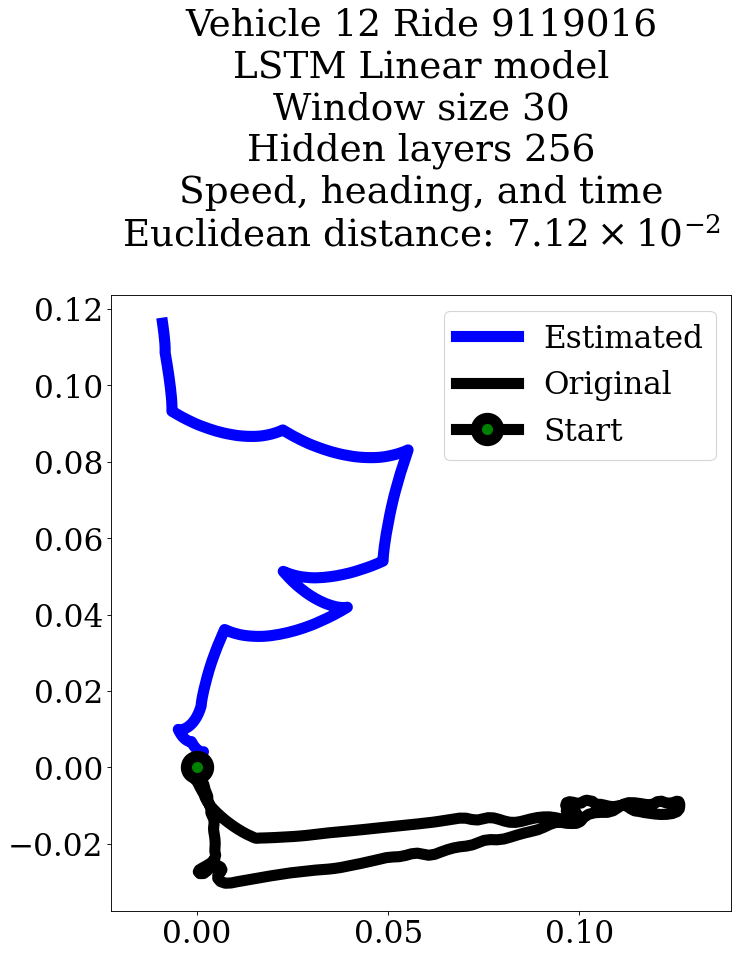 Vehicle 12 Ride 9119016
LSTM Linear model
Window size 30
Hidden layers 256
Speed, heading, and time
Euclidean distance: 7.12 × 10⁻²
Estimated
Original
Start
0.12
0.10
0.08
0.06
0.04
0.02
0.00
−0.02
0.00 0.05 0.10